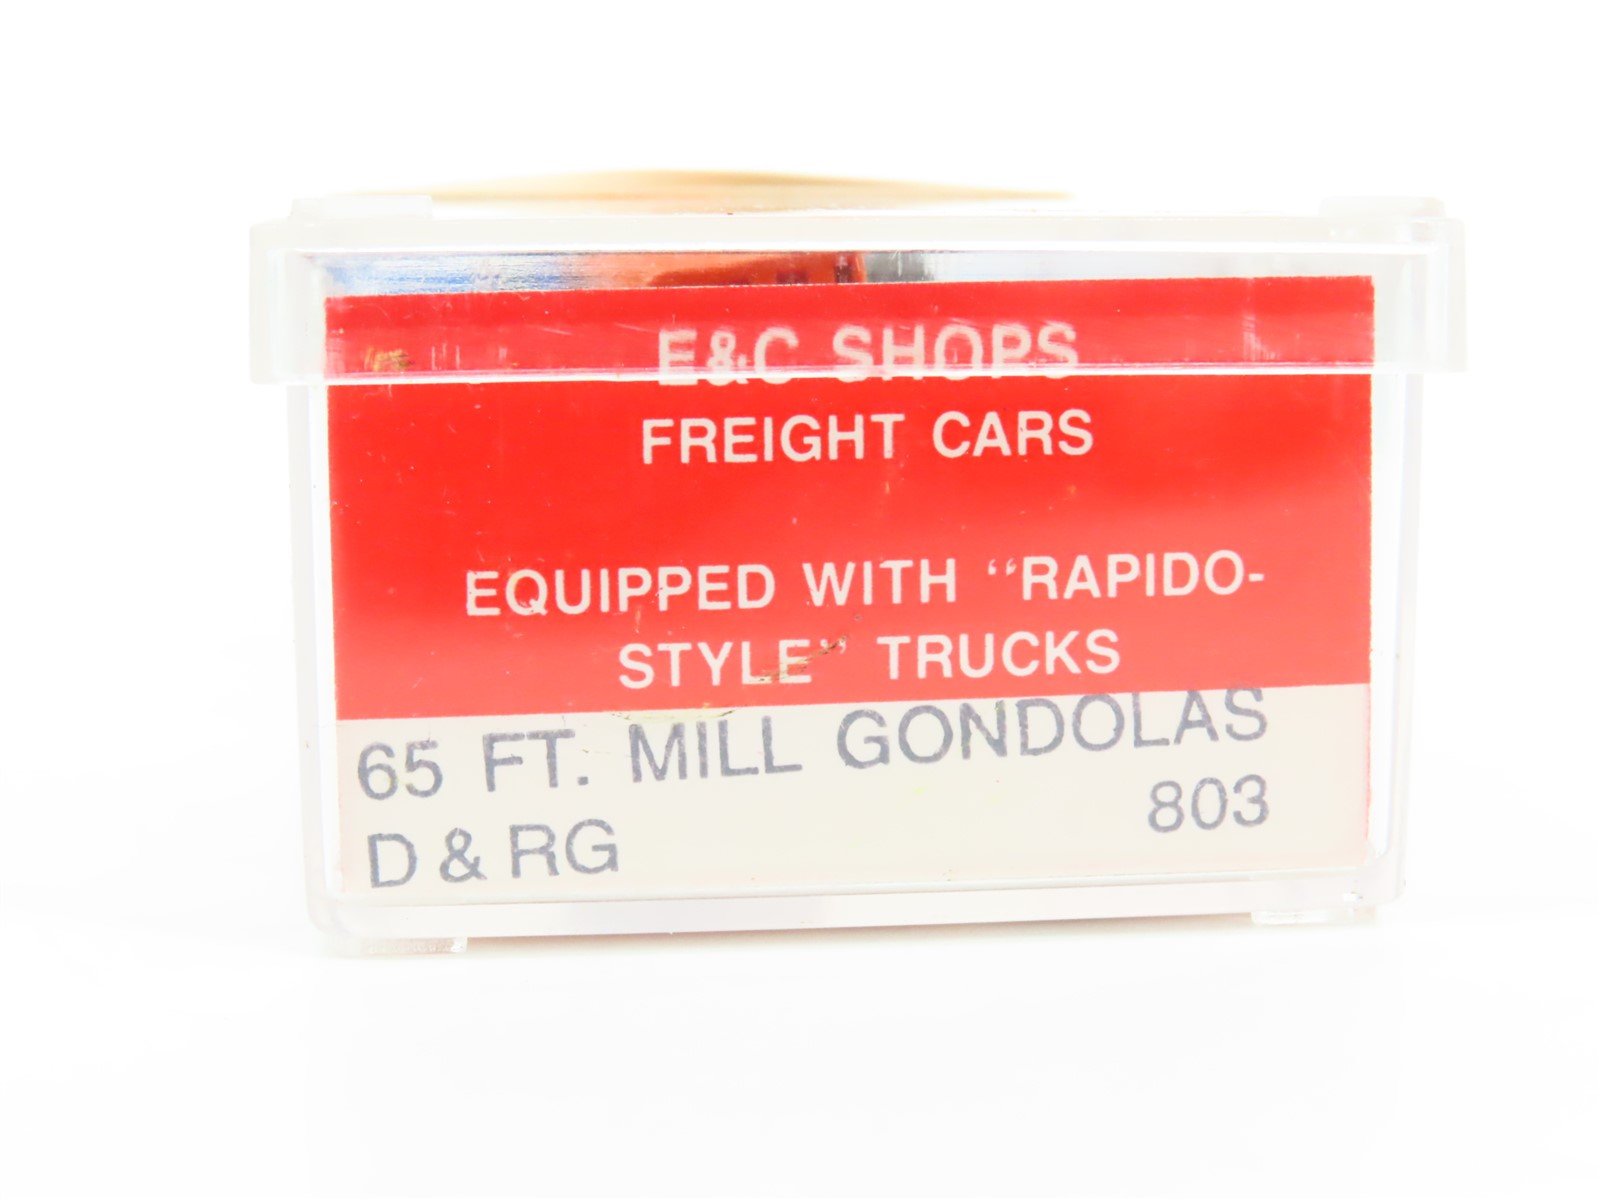 E&C SHOPS
FREIGHT CARS
EQUIPPED WITH "RAPIDO-
STYLE" TRUCKS
65 FT. MILL GONDOLAS
D & RG 803